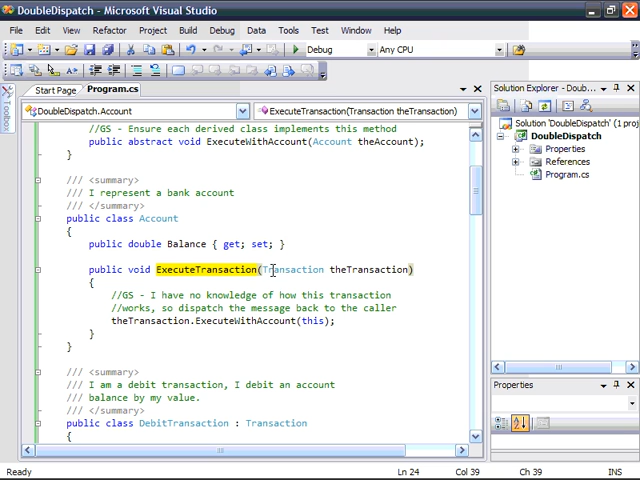 DoubleDispatch - Microsoft Visual Studio
File Edit View Refactor Project Build Debug Data Tools Test Window Help
Debug Any CPU
Start Page Program.cs
DoubleDispatch.Account ExecuteTransaction(Transaction theTransaction)
//GS - Ensure each derived class implements this method
public abstract void ExecuteWithAccount(Account theAccount);
}
/// <summary>
/// I represent a bank account
/// </summary>
public class Account
{
public double Balance { get; set; }
public void ExecuteTransaction(Transaction theTransaction)
{
//GS - I have no knowledge of how this transaction
//works, so dispatch the message back to the caller
theTransaction.ExecuteWithAccount(this);
}
}
/// <summary>
/// I am a debit transaction, I debit an account
/// balance by my value.
/// </summary>
public class DebitTransaction : Transaction
{
Toolbox
Solution Explorer - Doub...
Solution 'DoubleDispatch' (1 proj
DoubleDispatch
Properties
References
Program.cs
Properties
Ready Ln 24 Col 39 Ch 39 INS